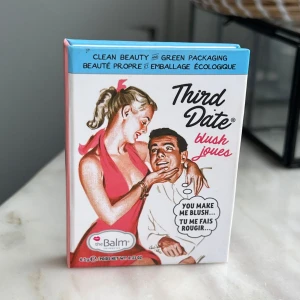 CLEAN BEAUTY AND GREEN PACKAGING
BEAUTÉ PROPRE ET EMBALLAGE ÉCOLOGIQUE
Third
Date®
blush
joues
YOU MAKE
ME BLUSH...
TU ME FAIS
ROUGIR...
theBalm®